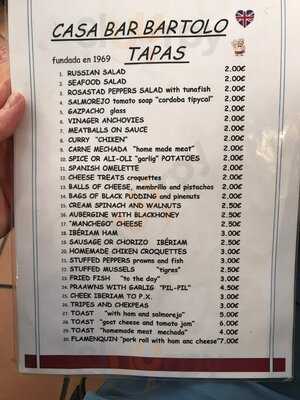 CASA BAR BARTOLO
TAPAS
fundada en 1969
1. RUSSIAN SALAD 2,00€
2. SEAFOOD SALAD 2,00€
3. ROSASTAD PEPPERS SALAD with tunafish 2,00€
4. SALMOREJO tomato soap "cordoba tipycal" 2,00€
5. GAZPACHO glass 2,00€
6. VINAGER ANCHOVIES 2,00€
7. MEATBALLS ON SAUCE 2,00€
8. CURRY "CHIKEN" 2,00€
9. CARNE MECHADA "home made meat" 2,00€
10. SPICE OR ALI-OLI "garlig" POTATOES 2,00€
11. SPANISH OMELETTE 2,00€
12. CHEESE TREATS croquettes 2,00€
13. BALLS OF CHEESE, membrillo and pistachos 2,00€
14. BAGS OF BLACK PUDDING and pinenuts 2,00€
15. CREAM SPINACH AND WALNUTS 2,50€
16. AUBERGINE WITH BLACKHONEY 2,00€
17. "MANCHEGO" CHEESE 2,50€
18. IBÉRIAM HAM 3,00€
19. SAUSAGE OR CHORIZO IBÉRIAM 2,50€
20. HOMEMADE CHIKEN CROQUETTES 3,00€
21. STUFFED PEPPERS prawns and fish 3,00€
22. STUFFED MUSSELS "tigres" 2,50€
23. FRIED FISH "to the day" 3,00€
24. PRAAWNS WITH GARLIG "PIL-PIL" 4,50€
25. CHEEK IBERIAM TO P.X. 3,00€
26. TRIPES AND CHEKPEAS 3,00€
27. TOAST "with ham and salmorejo" 5,00€
28. TOAST "goat cheese and tomato jam" 6,00€
29. TOAST "homemade meat mechada" 4,00€
30. FLAMENQUIN "pork roll with ham anc cheese" 7,00€